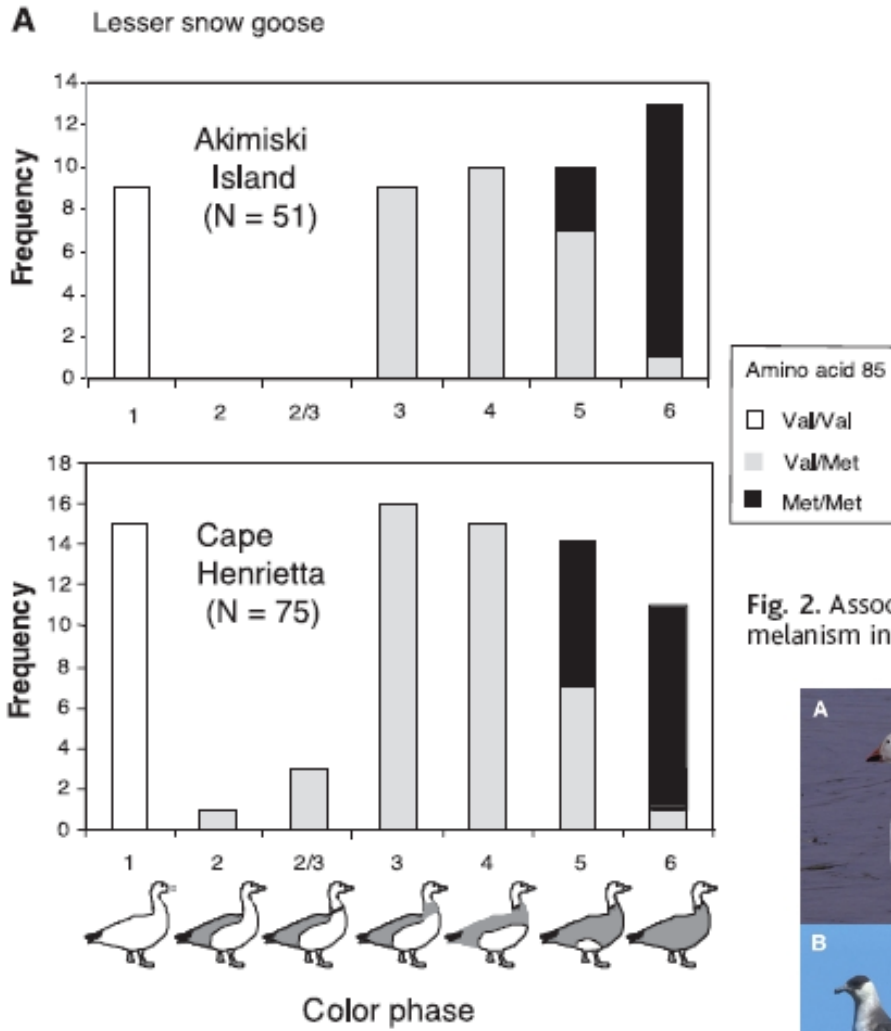 A Lesser snow goose
14
12
10
8
6
4
2
0
Frequency
Akimiski
Island
(N = 51)
1 2 2/3 3 4 5 6
Amino acid 85
Val/Val
Val/Met
Met/Met
18
16
14
12
10
8
6
4
2
0
Frequency
Cape
Henrietta
(N = 75)
1 2 2/3 3 4 5 6
Color phase
Fig. 2. Assoc
melanism in
A
B